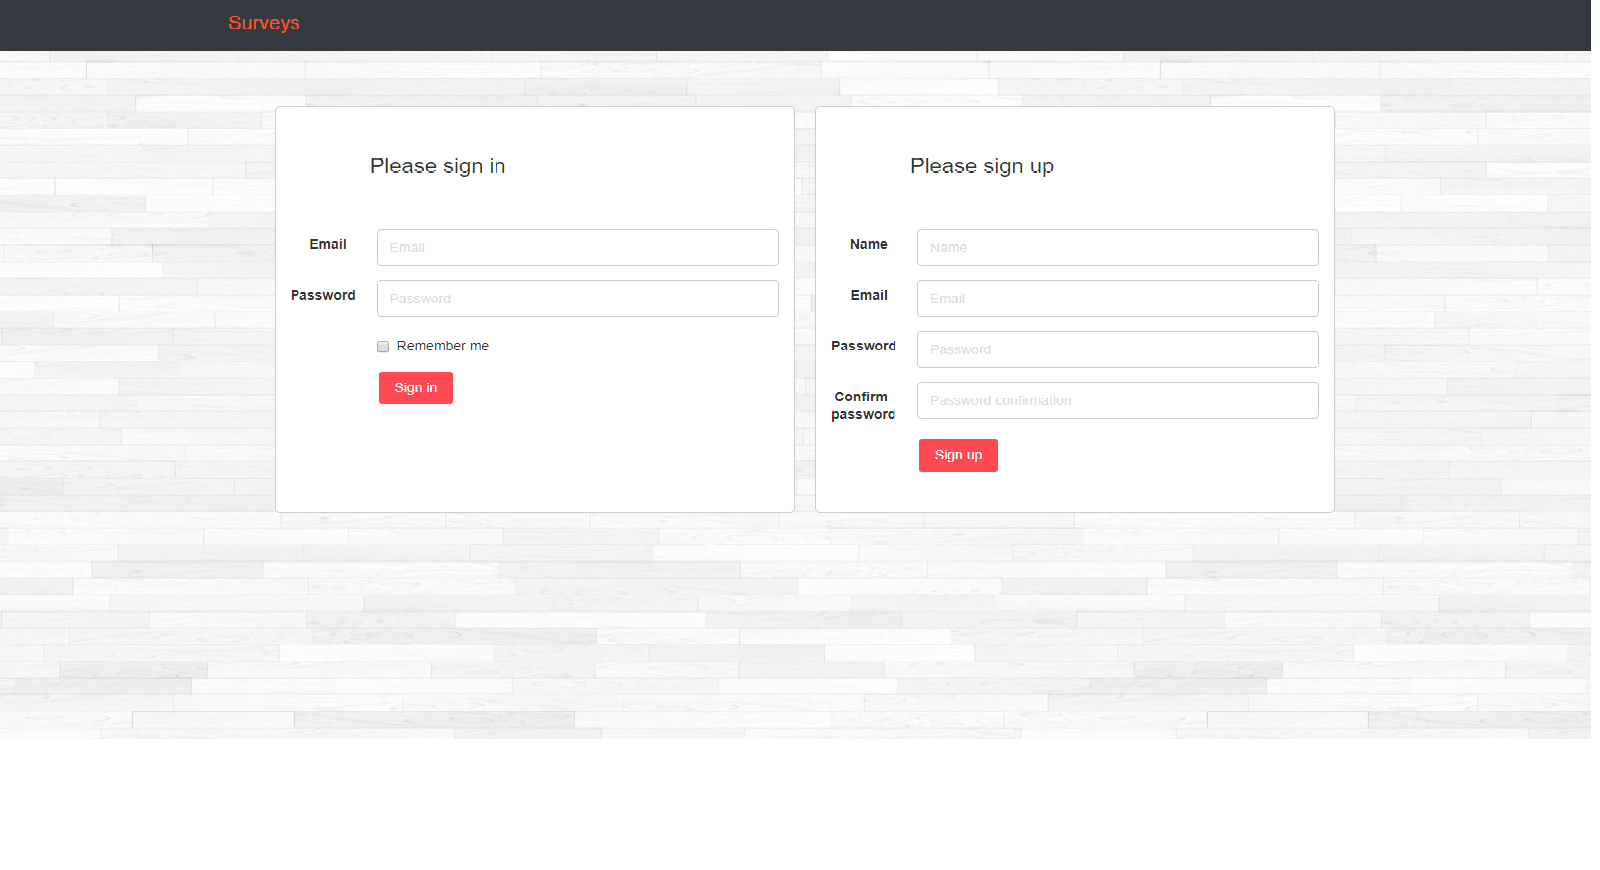 Surveys
Please sign in
Email
Email
Password
Password
Remember me
Sign in
Please sign up
Name
Name
Email
Email
Password
Password
Confirm
password
Password confirmation
Sign up